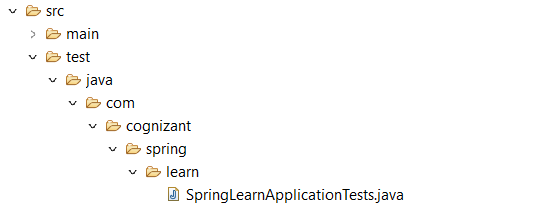 src
main
test
java
com
cognizant
spring
learn
SpringLearnApplicationTests.java